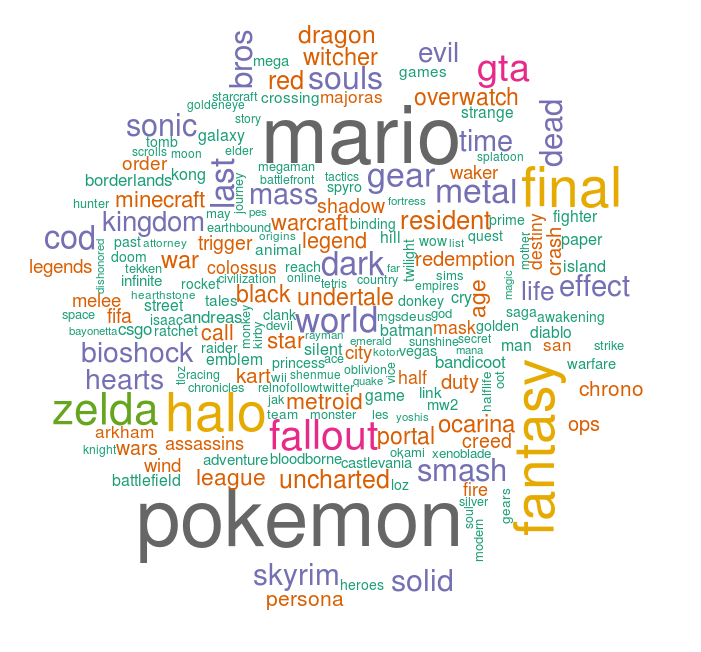 dragon
bros
witcher
evil
mega
gta
games
red
souls
starcraft
crossing
majoras
overwatch
goldeneye
strange
story
mario
dead
sonic
galaxy
time
tomb
elder
scrolls
moon
splatoon
order
last
megaman
tactics
gear
waker
final
kong
borderlands
journey
battlefront
spyro
mass
metal
hunter
minecraft
shadow
fortress
kingdom
may
pes
warcraft
binding
resident
prime
destiny
fighter
earthbound
cod
past
attorney
trigger
origins
legend
hill
twilight
wow
list
quest
mother
crash
paper
dishonored
doom
war
animal
legends
tekken
colossus
reach
dark
far
redemption
island
infinite
rocket
civilization
online
tetris
country
sims
empires
age
magic
life
effect
hearthstone
melee
street
tales
black
undertale
donkey
cry
space
fifa
isaac
andreas
monkey
kirby
clank
world
mgs
deus
god
saga
awakening
bayonetta
csgo
ratchet
call
devil
rayman
batman
mask
golden
diablo
star
emerald
sunshine
secret
man
san
strike
bioshock
raider
silent
city
kotor
vegas
mana
emblem
princess
ace
bandicoot
fantasy
warfare
hearts
tloz
racing
kart
wii
shenmue
oblivion
vice
half
duty
halflife
oot
chrono
chronicles
relnofollowtwitter
quake
zelda
halo
jak
metroid
game
link
mw2
team
monster
les
yoshis
ocarina
ops
arkham
fallout
portal
creed
knight
wars
assassins
okami
xenoblade
wind
adventure
bloodborne
castlevania
smash
battlefield
league
uncharted
loz
fire
gears
silver
soul
pokemon
modern
skyrim
heroes
solid
persona